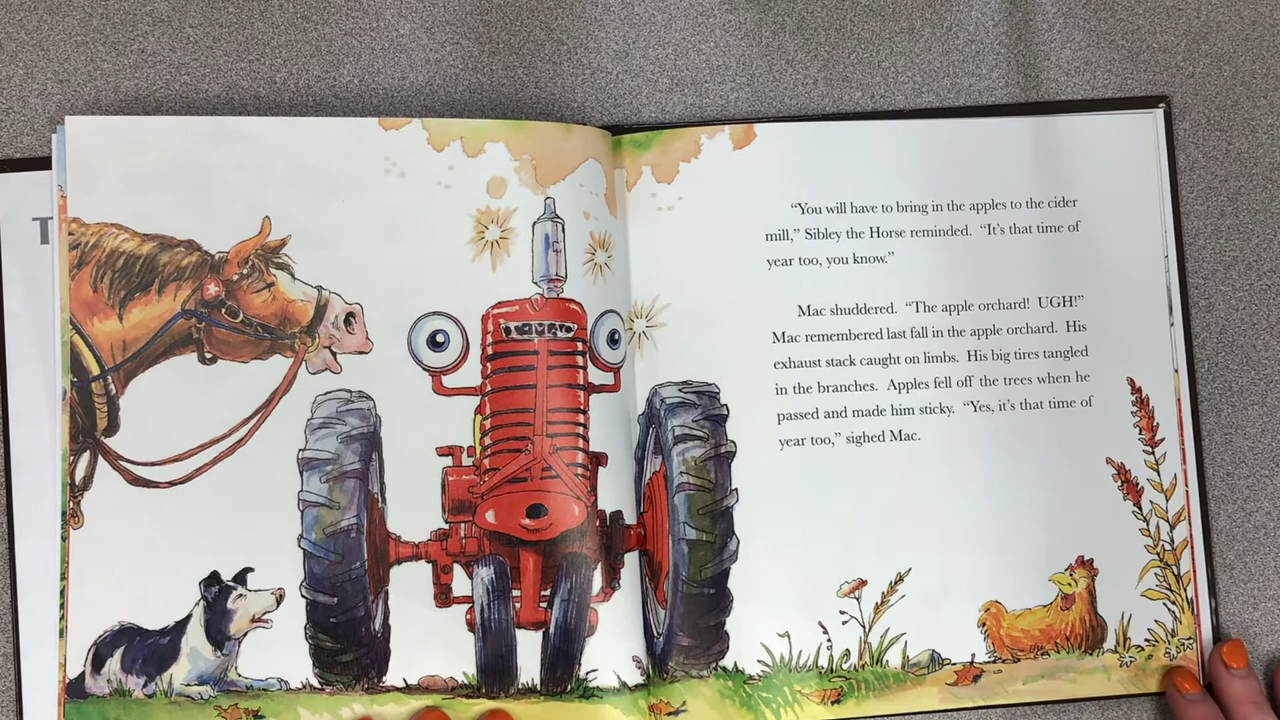 T
“You will have to bring in the apples to the cider
mill,” Sibley the Horse reminded. “It’s that time of
year too, you know.”
Mac shuddered. “The apple orchard! UGH!”
Mac remembered last fall in the apple orchard. His
exhaust stack caught on limbs. His big tires tangled
in the branches. Apples fell off the trees when he
passed and made him sticky. “Yes, it’s that time of
year too,” sighed Mac.